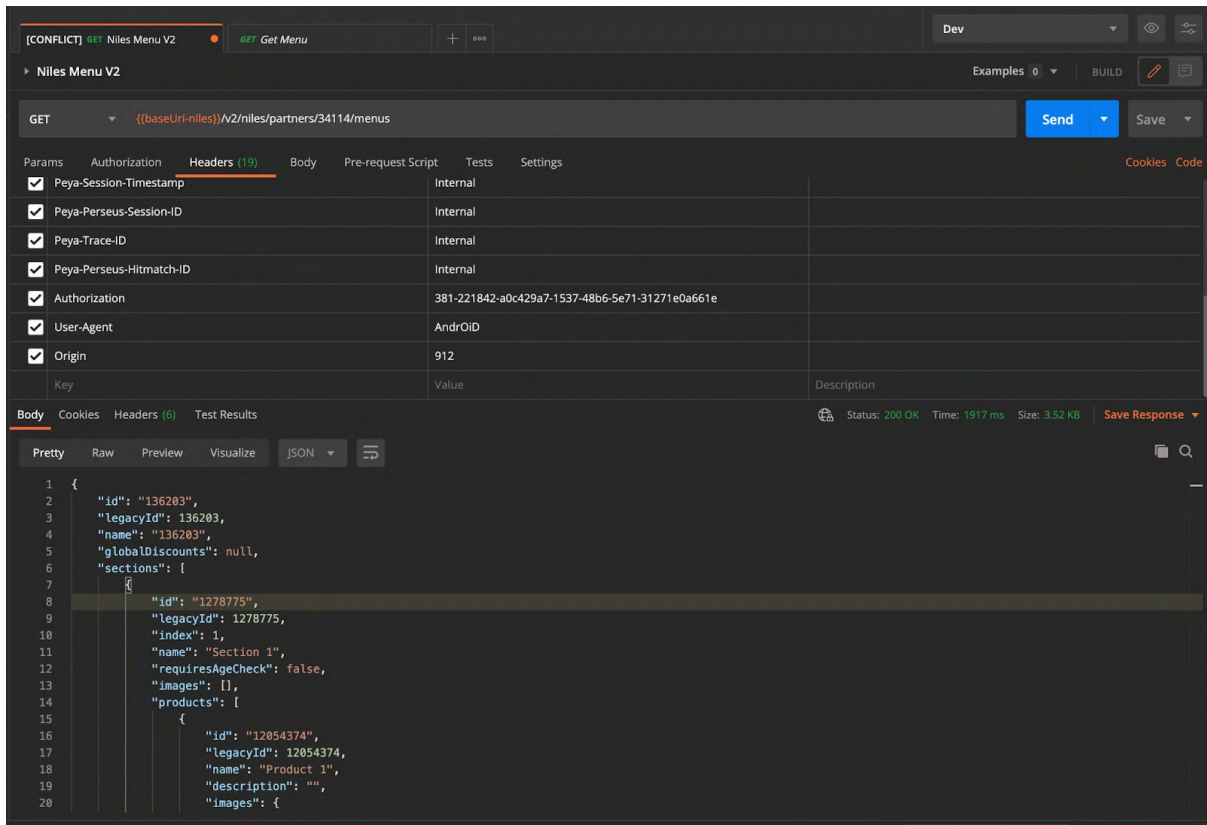 [CONFLICT] GET Niles Menu V2 GET Get Menu Dev
Niles Menu V2 Examples 0 BUILD
GET {{baseUri-niles}}/v2/niles/partners/34114/menus Send Save
Params Authorization Headers (19) Body Pre-request Script Tests Settings Cookies Code
Peya-Session-Timestamp Internal
Peya-Perseus-Session-ID Internal
Peya-Trace-ID Internal
Peya-Perseus-Hitmatch-ID Internal
Authorization 381-221842-a0c429a7-1537-48b6-5e71-31271e0a661e
User-Agent AndrOiD
Origin 912
Key Value Description
Body Cookies Headers (6) Test Results Status: 200 OK Time: 1917 ms Size: 3.52 KB Save Response
Pretty Raw Preview Visualize JSON
1 {
2 "id": "136203",
3 "legacyId": 136203,
4 "name": "136203",
5 "globalDiscounts": null,
6 "sections": [
7 {
8 "id": "1278775",
9 "legacyId": 1278775,
10 "index": 1,
11 "name": "Section 1",
12 "requiresAgeCheck": false,
13 "images": [],
14 "products": [
15 {
16 "id": "12054374",
17 "legacyId": 12054374,
18 "name": "Product 1",
19 "description": "",
20 "images": {